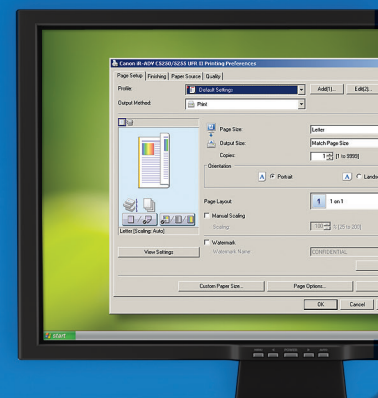 Canon iR-ADV C5250/5255 UFR II Printing Preferences
Page Setup Finishing Paper Source Quality
Profile: Default Settings Add(1)... Edit(2)...
Output Method: Print
Page Size: Letter
Output Size: Match Page Size
Copies: 1 [1 to 9999]
Orientation
A Portrait A Landsc
Page Layout: 1 1 on 1
Manual Scaling
Scaling: 100 % [25 to 200]
Letter [Scaling: Auto]
Watermark
View Settings Watermark Name: CONFIDENTIAL
Custom Paper Size... Page Options...
OK Cancel
start